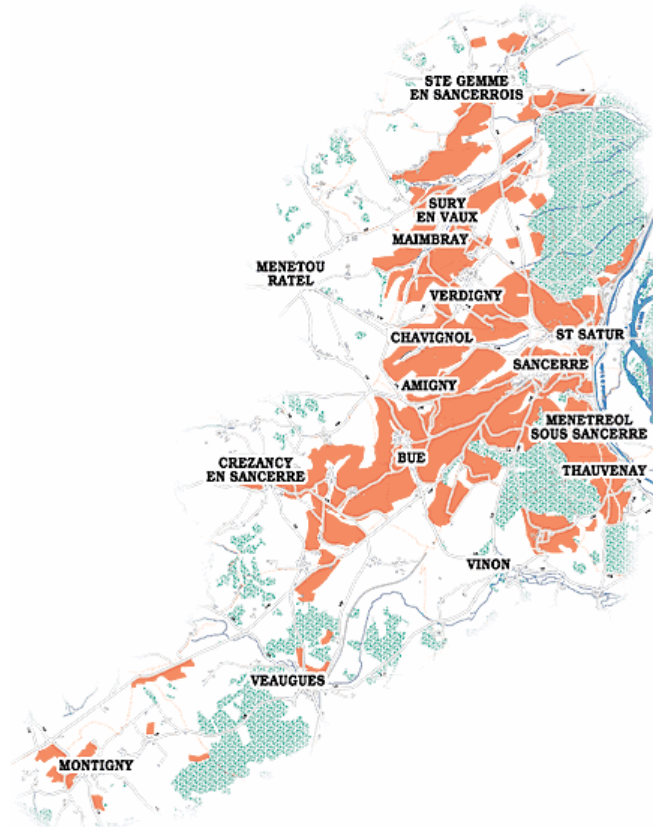 STE GEMME
EN SANCERROIS
SURY
EN VAUX
MAIMBRAY
MENETOU
RATEL
VERDIGNY
CHAVIGNOL
ST SATUR
SANCERRE
AMIGNY
MENETREOL
SOUS SANCERRE
BUE
CREZANCY
EN SANCERRE
THAUVENAY
VINON
VEAUGUES
MONTIGNY